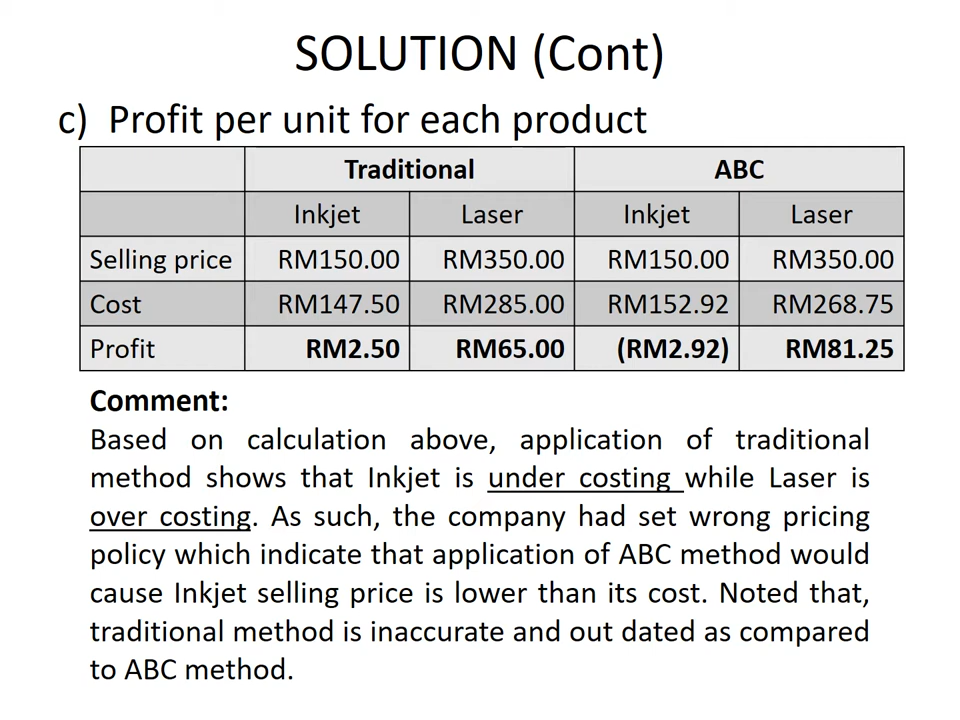 SOLUTION (Cont)
c) Profit per unit for each product
Traditional ABC
Inkjet Laser Inkjet Laser
Selling price RM150.00 RM350.00 RM150.00 RM350.00
Cost RM147.50 RM285.00 RM152.92 RM268.75
Profit RM2.50 RM65.00 (RM2.92) RM81.25
Comment:
Based on calculation above, application of traditional
method shows that Inkjet is under costing while Laser is
over costing. As such, the company had set wrong pricing
policy which indicate that application of ABC method would
cause Inkjet selling price is lower than its cost. Noted that,
traditional method is inaccurate and out dated as compared
to ABC method.